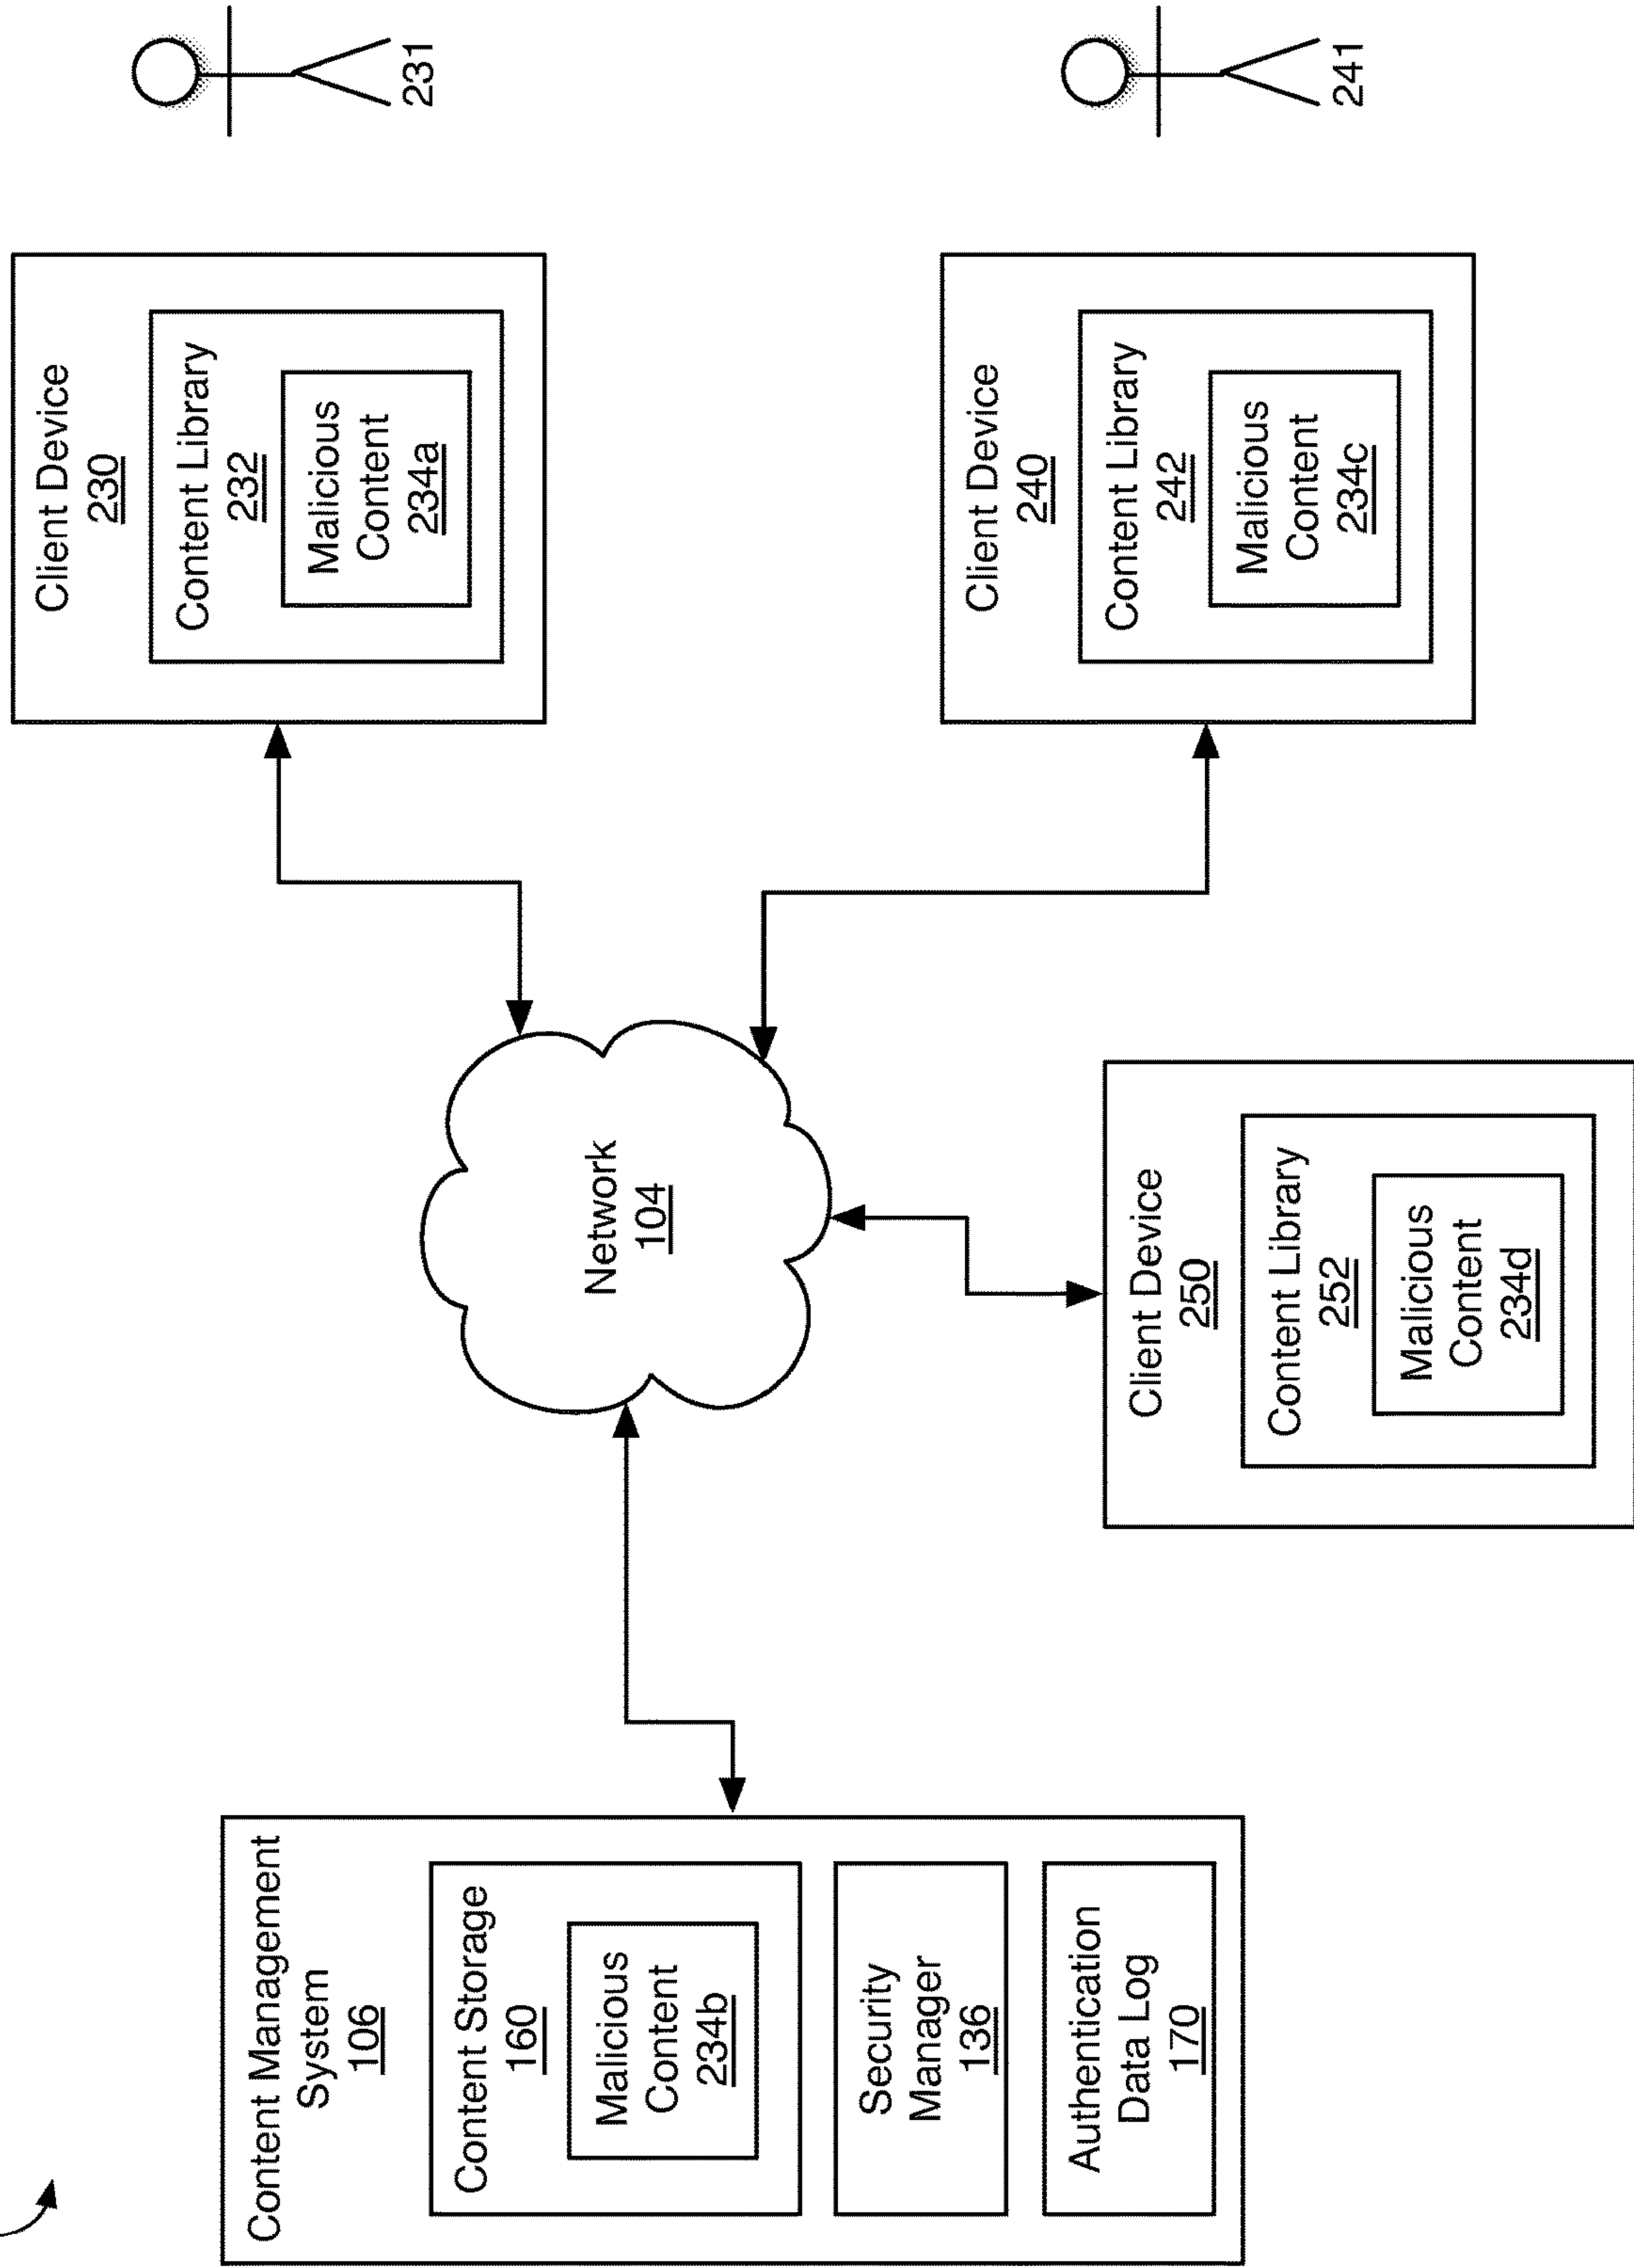 Content Management
System
106
Content Storage
160
Malicious
Content
234b
Security
Manager
136
Authentication
Data Log
170
Network
104
Client Device
230
Content Library
232
Malicious
Content
234a
231
Client Device
240
Content Library
242
Malicious
Content
234c
241
Client Device
250
Content Library
252
Malicious
Content
234d